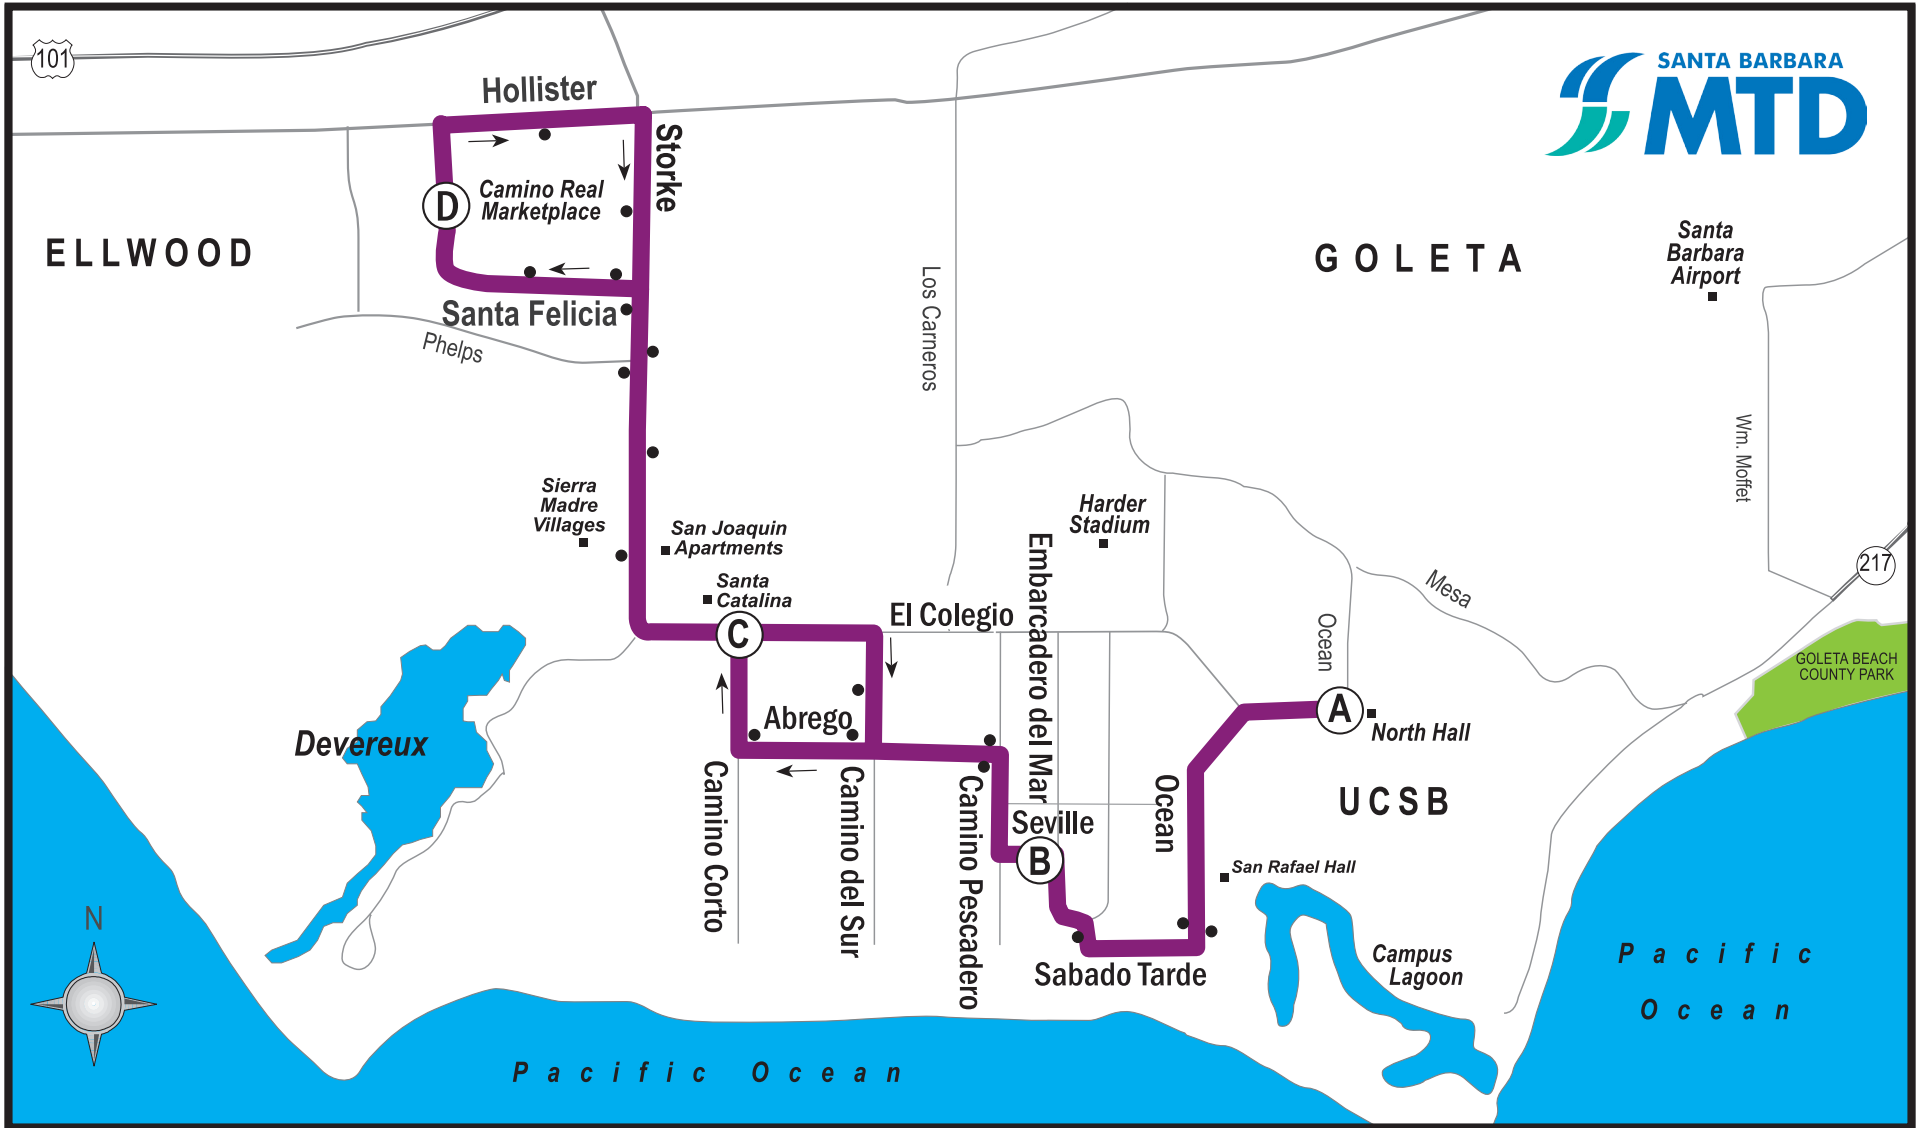 101
Hollister
SANTA BARBARA
MTD
Storke
D
Camino Real
Marketplace
ELLWOOD
GOLETA
Santa
Barbara
Airport
Santa Felicia
Phelps
Los Carneros
Wm. Moffet
Sierra
Madre
Villages
San Joaquin
Apartments
Harder
Stadium
Santa
Catalina
C
El Colegio
Embarcadero del Mar
Mesa
217
Ocean
GOLETA BEACH
COUNTY PARK
Abrego
A
North Hall
Devereux
Camino Corto
Camino del Sur
Camino Pescadero
Seville
B
Ocean
UCSB
San Rafael Hall
N
Sabado Tarde
Campus
Lagoon
Pacific
Ocean
Pacific Ocean